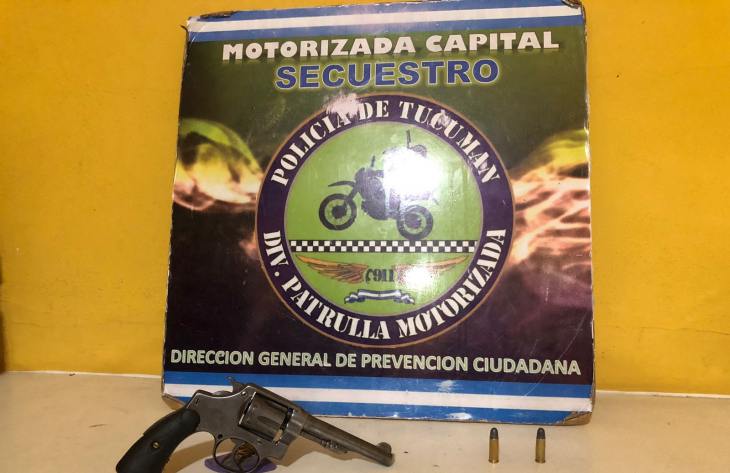 MOTORIZADA CAPITAL
SECUESTRO
POLICIA DE TUCUMAN
911
DIV. PATRULLA MOTORIZADA
DIRECCION GENERAL DE PREVENCION CIUDADANA